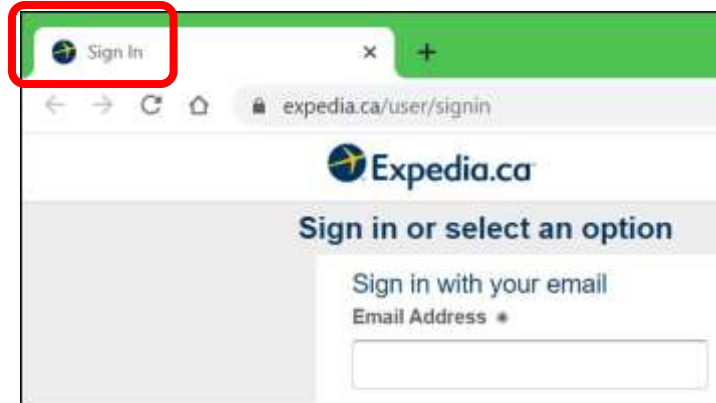 Sign In
expedia.ca/user/signin
Expedia.ca
Sign in or select an option
Sign in with your email
Email Address *